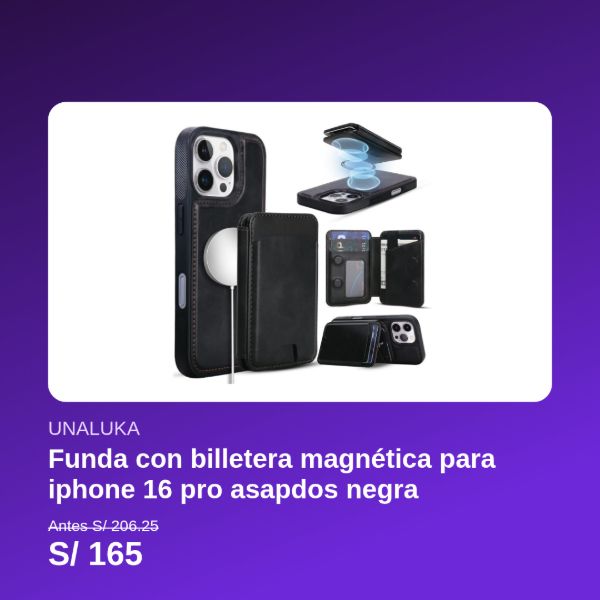 UNALUKA
Funda con billetera magnética para
iphone 16 pro asapdos negra
Antes S/ 206.25
S/ 165